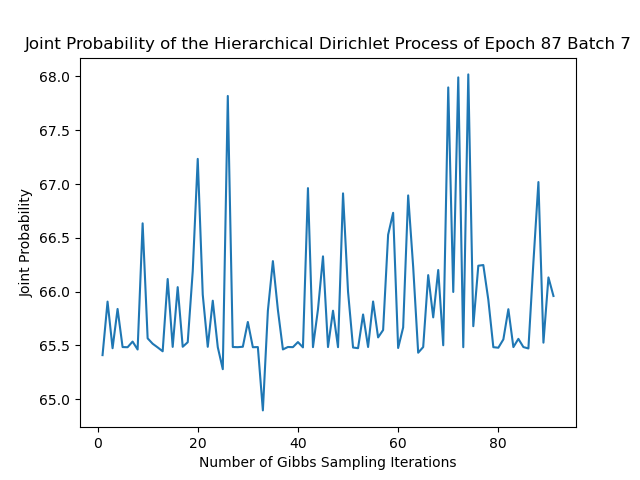 Joint Probability of the Hierarchical Dirichlet Process of Epoch 87 Batch 7
68.0
67.5
67.0
66.5
66.0
65.5
65.0
Joint Probability
0 20 40 60 80
Number of Gibbs Sampling Iterations